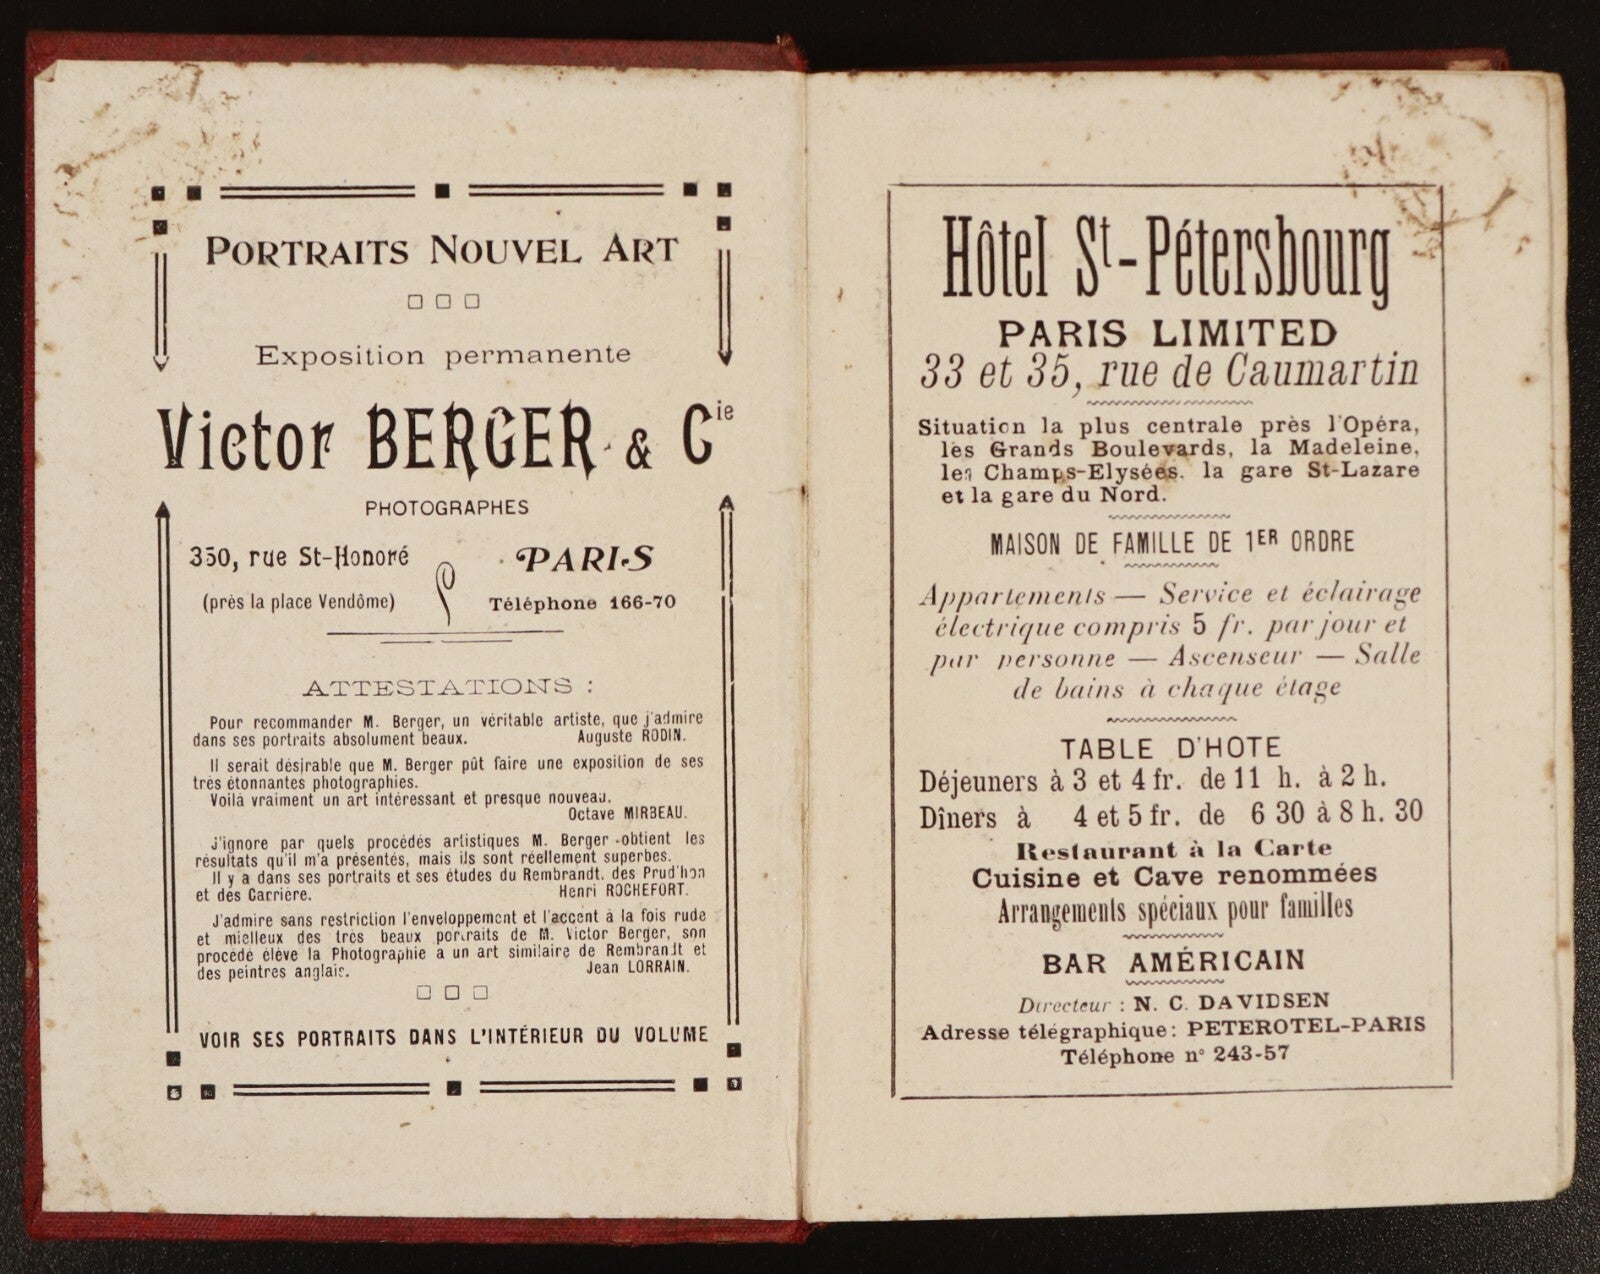 PORTRAITS NOUVEL ART
Exposition permanente
Victor BERGER & Cie
PHOTOGRAPHES
350, rue St-Honoré
(près la place Vendôme)
PARIS
Téléphone 166-70
ATTESTATIONS :
Pour recommander M. Berger, un véritable artiste, que j'admire
dans ses portraits absolument beaux. Auguste RODIN.
Il serait désirable que M. Berger pût faire une exposition de ses
très étonnantes photographies.
Voilà vraiment un art intéressant et presque nouveau.
Octave MIRBEAU.
J'ignore par quels procédés artistiques M. Berger obtient les
résultats qu'il m'a présentés, mais ils sont réellement superbes.
Il y a dans ses portraits et ses études du Rembrandt, des Prud'hon
et des Carrière. Henri ROCHEFORT.
J'admire sans restriction l'enveloppement et l'accent à la fois rude
et mielleux des très beaux portraits de M. Victor Berger, son
procédé élève la Photographie a un art similaire de Rembrandt et
des peintres anglais. Jean LORRAIN.
VOIR SES PORTRAITS DANS L'INTÉRIEUR DU VOLUME
Hôtel St-Pétersbourg
PARIS LIMITED
33 et 35, rue de Caumartin
Situation la plus centrale près l'Opéra,
les Grands Boulevards, la Madeleine,
les Champs-Elysées. la gare St-Lazare
et la gare du Nord.
MAISON DE FAMILLE DE 1ER ORDRE
Appartements — Service et éclairage
électrique compris 5 fr. par jour et
par personne — Ascenseur — Salle
de bains à chaque étage
TABLE D'HOTE
Déjeuners à 3 et 4 fr. de 11 h. à 2 h.
Dîners à 4 et 5 fr. de 6 30 à 8 h. 30
Restaurant à la Carte
Cuisine et Cave renommées
Arrangements spéciaux pour familles
BAR AMÉRICAIN
Directeur : N. C. DAVIDSEN
Adresse télégraphique : PETEROTEL-PARIS
Téléphone n° 243-57